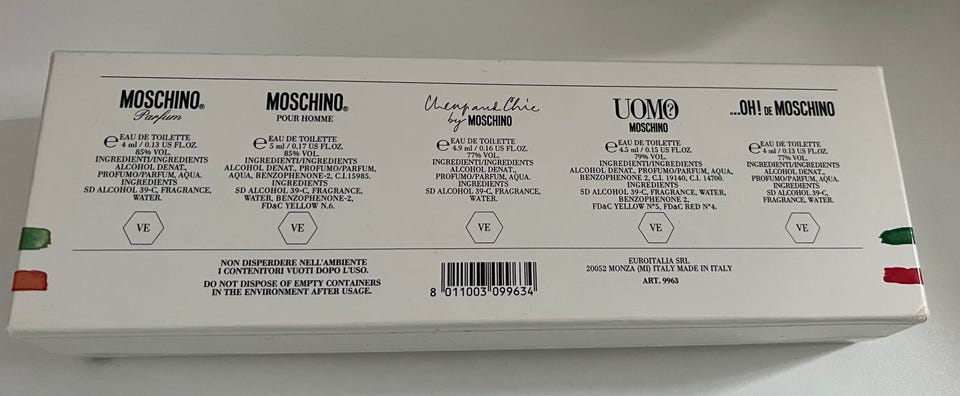 MOSCHINO®
Parfum
℮ EAU DE TOILETTE
4 ml / 0.13 US FL.OZ.
85% VOL.
INGREDIENTI/INGREDIENTS
ALCOHOL DENAT.,
PROFUMO/PARFUM, AQUA.
INGREDIENTS
SD ALCOHOL 39-C, FRAGRANCE,
WATER.
VE
MOSCHINO®
POUR HOMME
℮ EAU DE TOILETTE
5 ml / 0.17 US FL.OZ.
85% VOL.
INGREDIENTI/INGREDIENTS
ALCOHOL DENAT., PROFUMO/PARFUM,
AQUA, BENZOPHENONE-2, C.I.15985.
INGREDIENTS
SD ALCOHOL 39-C, FRAGRANCE,
WATER, BENZOPHENONE-2,
FD&C YELLOW N.6.
VE
Cheap and Chic
by MOSCHINO
℮ EAU DE TOILETTE
4.9 ml / 0.16 US FL.OZ.
77% VOL.
INGREDIENTI/INGREDIENTS
ALCOHOL DENAT.,
PROFUMO/PARFUM, AQUA.
INGREDIENTS
SD ALCOHOL 39-C, FRAGRANCE,
WATER.
VE
UOMO?
MOSCHINO
℮ EAU DE TOILETTE
4.5 ml / 0.15 US FL.OZ.
79% VOL.
INGREDIENTI/INGREDIENTS
ALCOHOL DENAT., PROFUMO/PARFUM, AQUA,
BENZOPHENONE 2, C.I. 19140, C.I. 14700.
INGREDIENTS
SD ALCOHOL 39-C, FRAGRANCE, WATER,
BENZOPHENONE 2,
FD&C YELLOW N°5, FD&C RED N°4.
VE
...OH! DE MOSCHINO
℮ EAU DE TOILETTE
4 ml / 0.13 US FL.OZ.
77% VOL.
INGREDIENTI/INGREDIENTS
ALCOHOL DENAT.,
PROFUMO/PARFUM, AQUA.
INGREDIENTS
SD ALCOHOL 39-C,
FRAGRANCE, WATER.
VE
NON DISPERDERE NELL'AMBIENTE
I CONTENITORI VUOTI DOPO L'USO.
DO NOT DISPOSE OF EMPTY CONTAINERS
IN THE ENVIRONMENT AFTER USAGE.
8 011003 099634
EUROITALIA SRL
20052 MONZA (MI) ITALY MADE IN ITALY
ART. 9963